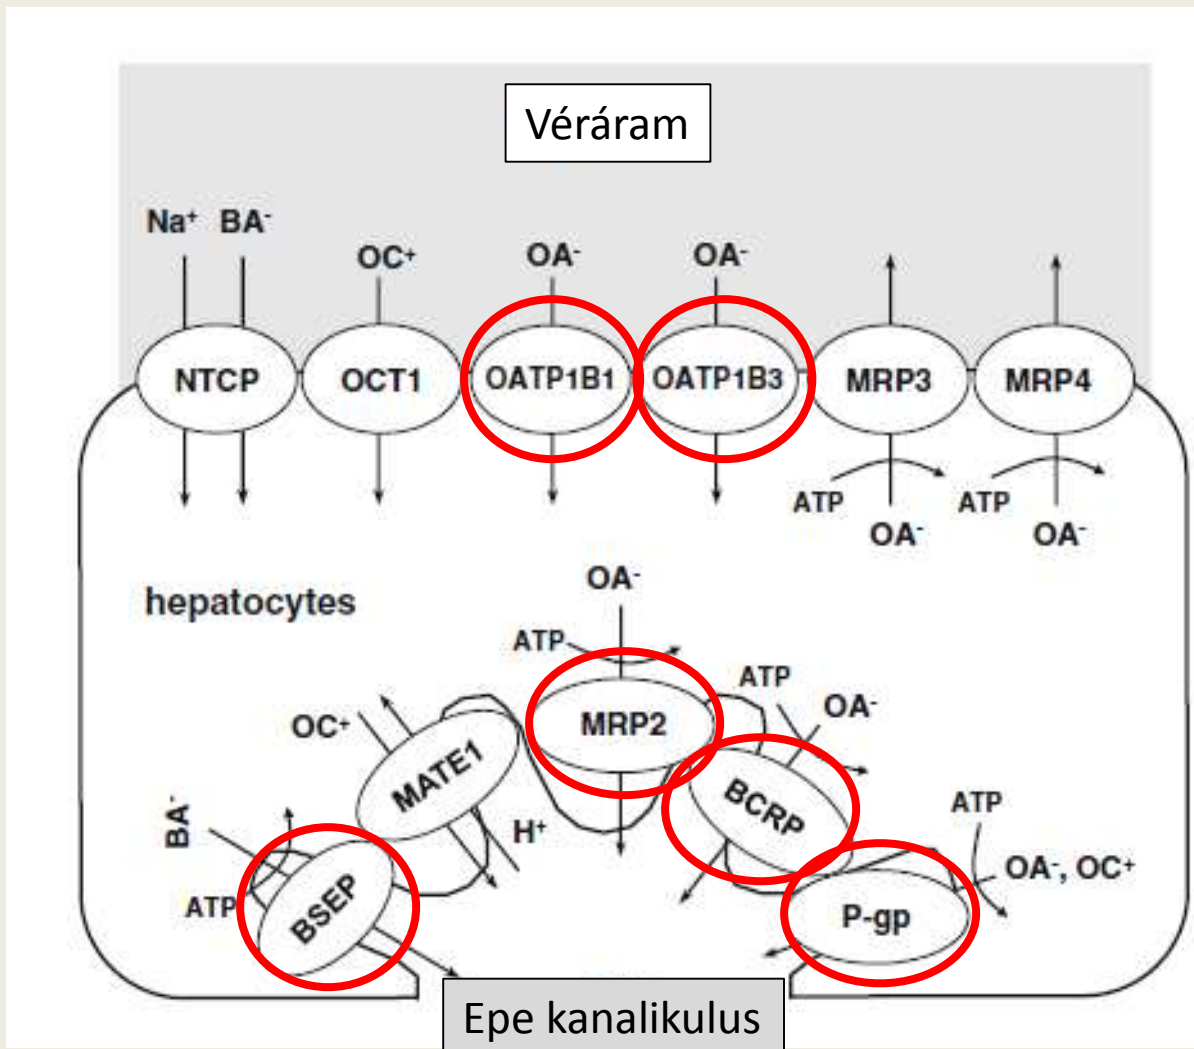 Véráram
Na⁺ BA⁻
OC⁺
OA⁻
OA⁻
NTCP
OCT1
OATP1B1
OATP1B3
MRP3
MRP4
ATP
OA⁻
ATP
OA⁻
hepatocytes
OA⁻
ATP
MRP2
ATP
OA⁻
OC⁺
MATE1
H⁺
BCRP
BA⁻
ATP
BSEP
ATP
OA⁻, OC⁺
P-gp
Epe kanalikulus